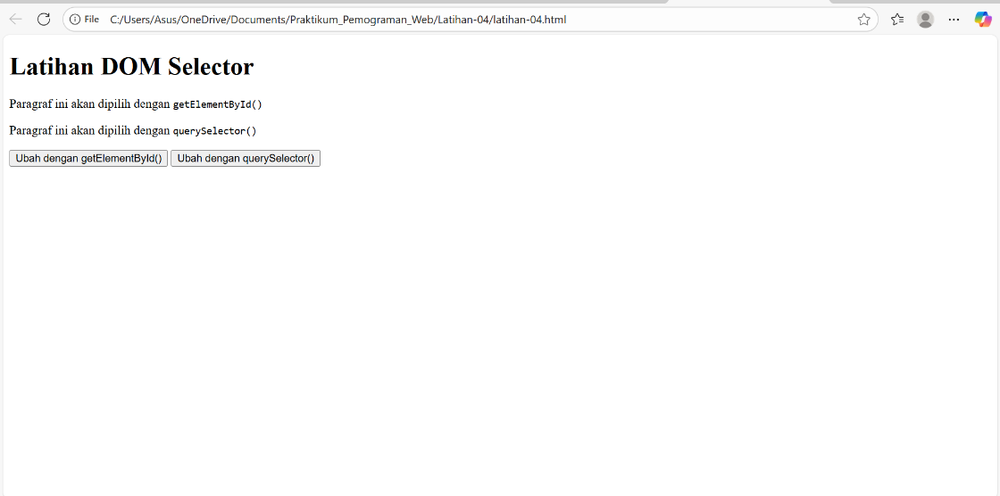 File C:/Users/Asus/OneDrive/Documents/Praktikum_Pemograman_Web/Latihan-04/latihan-04.html
Latihan DOM Selector
Paragraf ini akan dipilih dengan getElementById()
Paragraf ini akan dipilih dengan querySelector()
Ubah dengan getElementById() Ubah dengan querySelector()